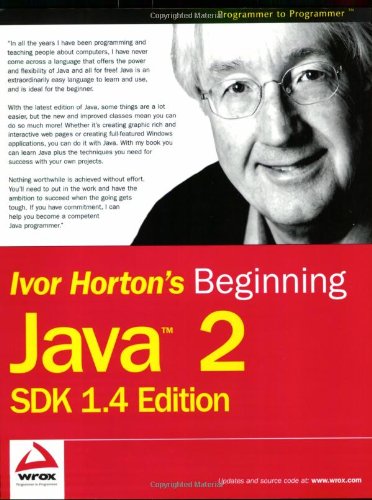 Copyrighted Material
Programmer to Programmer™
"In all the years I have been programming and
teaching people about computers, I have never
come across a language that offers the power
and flexibility of Java and all for free! Java is an
extraordinarily easy language to learn and use,
and is ideal for the beginner.
With the latest edition of Java, some things are a lot
easier, but the new and improved classes mean you can
do so much more! Whether it's creating graphic rich and
interactive web pages or creating full-featured Windows
applications, you can do it with Java. With my book you
can learn Java plus the techniques you need for
success with your own projects.
Nothing worthwhile is achieved without effort.
You'll need to put in the work and have the
ambition to succeed when the going gets
tough. If you have commitment, I can
help you become a competent
Java programmer."
Ivor Horton's Beginning
Java™ 2
SDK 1.4 Edition
wrox
Programmer to Programmer
Updates and source code at: www.wrox.com
Copyrighted Material